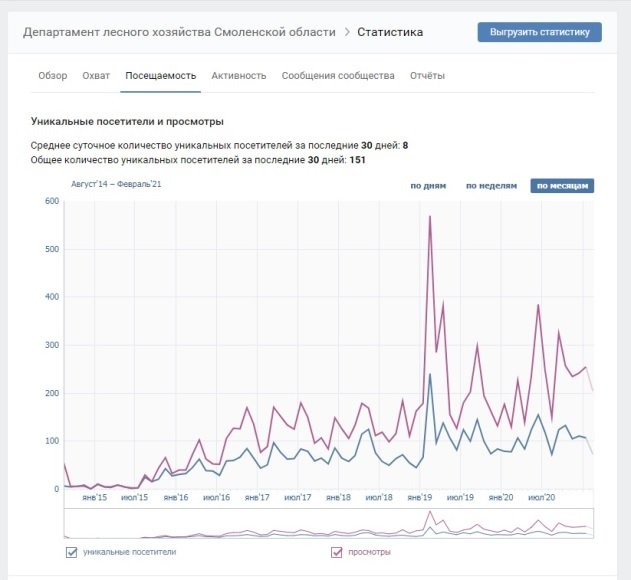 Департамент лесного хозяйства Смоленской области > Статистика
Выгрузить статистику
Обзор Охват Посещаемость Активность Сообщения сообщества Отчёты
Уникальные посетители и просмотры
Среднее суточное количество уникальных посетителей за последние 30 дней: 8
Общее количество уникальных посетителей за последние 30 дней: 151
Август'14 – Февраль'21
по дням по неделям по месяцам
600
500
400
300
200
100
0
янв'15 июл'15 янв'16 июл'16 янв'17 июл'17 янв'18 июл'18 янв'19 июл'19 янв'20 июл'20
уникальные посетители просмотры